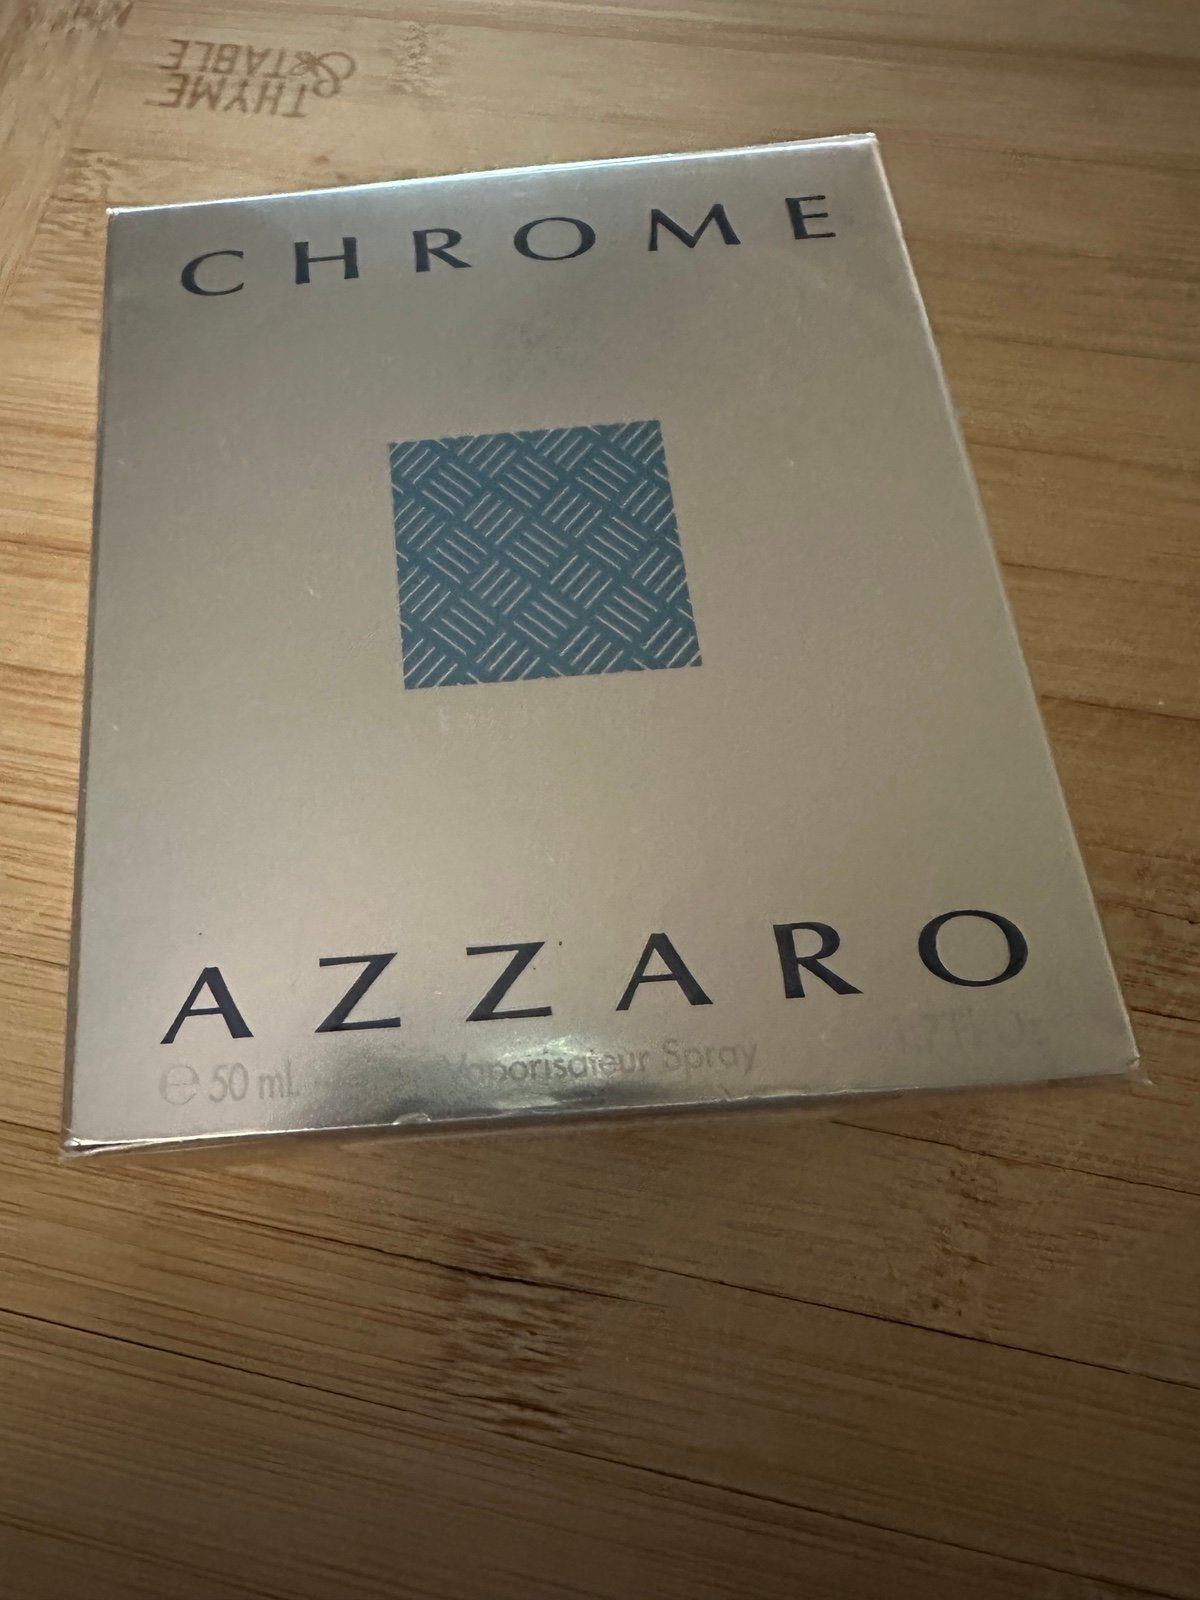 THYME
& TABLE
CHROME
AZZARO
℮ 50 mL Vaporisateur Spray